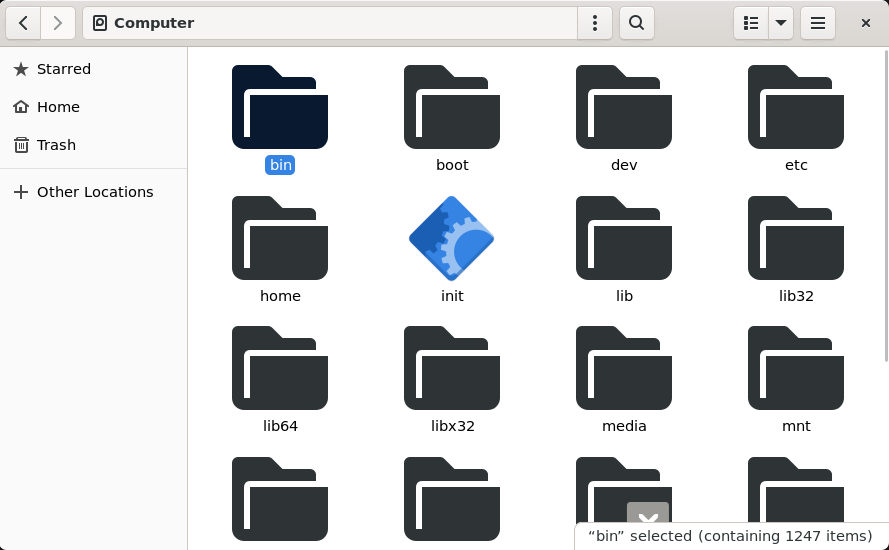 Computer
Starred
Home
Trash
Other Locations
bin
boot
dev
etc
home
init
lib
lib32
lib64
libx32
media
mnt
“bin” selected (containing 1247 items)